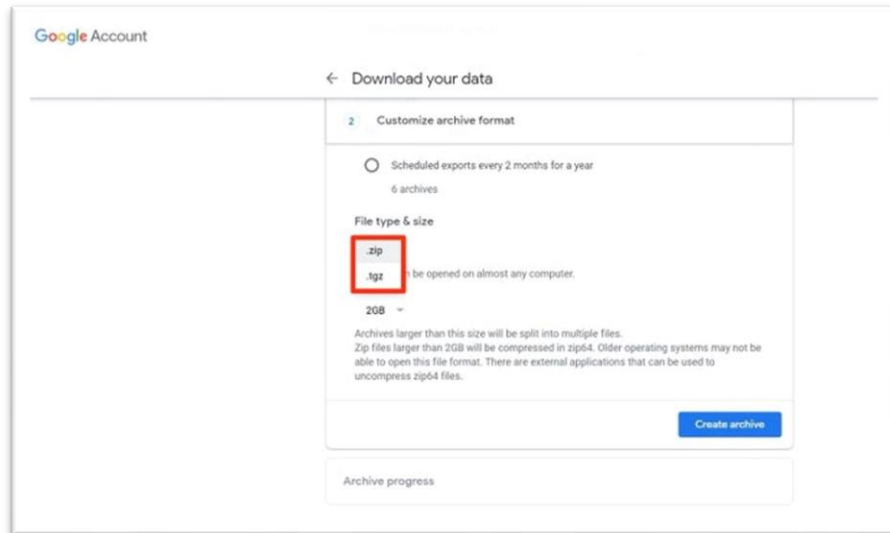 Google Account
← Download your data
2 Customize archive format
Scheduled exports every 2 months for a year
6 archives
File type & size
.zip
.tgz
be opened on almost any computer.
2GB
Archives larger than this size will be split into multiple files.
Zip files larger than 2GB will be compressed in zip64. Older operating systems may not be
able to open this file format. There are external applications that can be used to
uncompress zip64 files.
Create archive
Archive progress